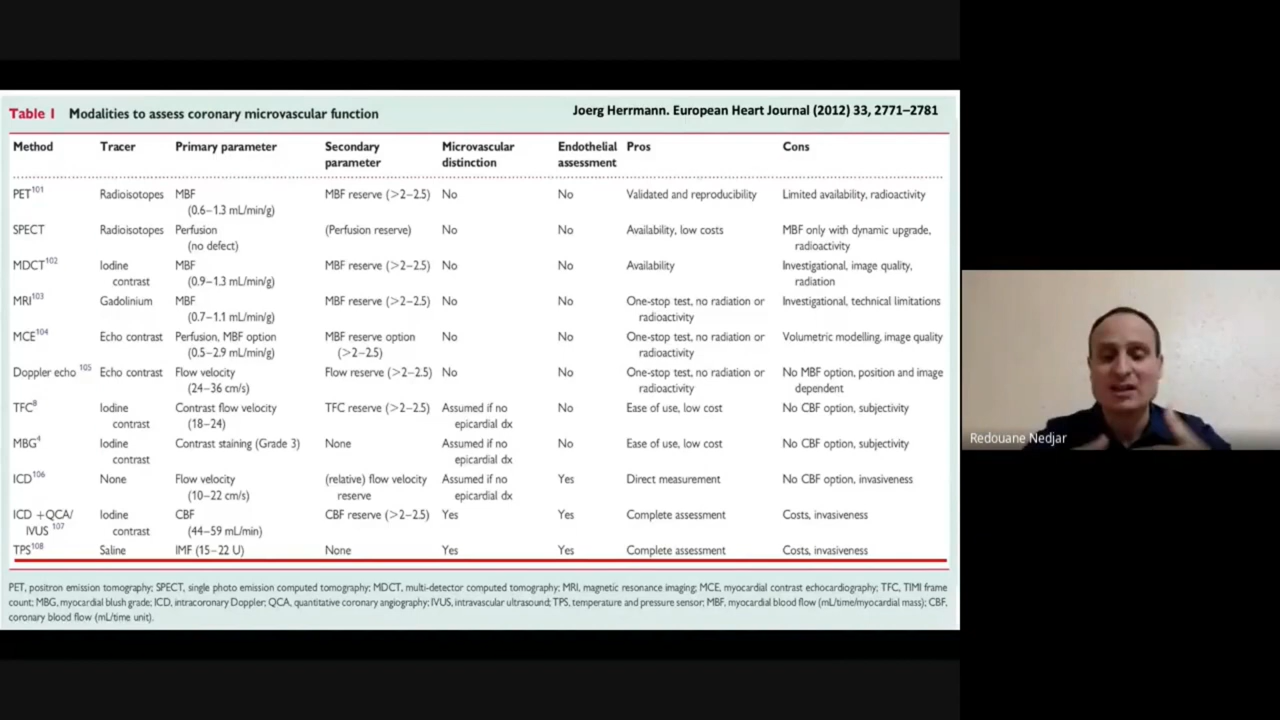 Table 1 Modalities to assess coronary microvascular function
Joerg Herrmann. European Heart Journal (2012) 33, 2771–2781
Method Tracer Primary parameter Secondary parameter Microvascular distinction Endothelial assessment Pros Cons
PET101 Radioisotopes MBF (0.6–1.3 mL/min/g) MBF reserve (>2–2.5) No No Validated and reproducibility Limited availability, radioactivity
SPECT Radioisotopes Perfusion (no defect) (Perfusion reserve) No No Availability, low costs MBF only with dynamic upgrade, radioactivity
MDCT102 Iodine contrast MBF (0.9–1.3 mL/min/g) MBF reserve (>2–2.5) No No Availability Investigational, image quality, radiation
MRI103 Gadolinium MBF (0.7–1.1 mL/min/g) MBF reserve (>2–2.5) No No One-stop test, no radiation or radioactivity Investigational, technical limitations
MCE104 Echo contrast Perfusion, MBF option (0.5–2.9 mL/min/g) MBF reserve option (>2–2.5) No No One-stop test, no radiation or radioactivity Volumetric modelling, image quality
Doppler echo 105 Echo contrast Flow velocity (24–36 cm/s) Flow reserve (>2–2.5) No No One-stop test, no radiation or radioactivity No MBF option, position and image dependent
TFC8 Iodine contrast Contrast flow velocity (18–24) TFC reserve (>2–2.5) Assumed if no epicardial dx No Ease of use, low cost No CBF option, subjectivity
MBG4 Iodine contrast Contrast staining (Grade 3) None Assumed if no epicardial dx No Ease of use, low cost No CBF option, subjectivity
ICD106 None Flow velocity (10–22 cm/s) (relative) flow velocity reserve Assumed if no epicardial dx Yes Direct measurement No CBF option, invasiveness
ICD +QCA/ IVUS 107 Iodine contrast CBF (44–59 mL/min) CBF reserve (>2–2.5) Yes Yes Complete assessment Costs, invasiveness
TPS108 Saline IMF (15–22 U) None Yes Yes Complete assessment Costs, invasiveness
PET, positron emission tomography; SPECT, single photo emission computed tomography; MDCT, multi-detector computed tomography; MRI, magnetic resonance imaging; MCE, myocardial contrast echocardiography; TFC, TIMI frame
count; MBG, myocardial blush grade; ICD, intracoronary Doppler; QCA, quantitative coronary angiography; IVUS, intravascular ultrasound; TPS, temperature and pressure sensor; MBF, myocardial blood flow (mL/time/myocardial mass); CBF,
coronary blood flow (mL/time unit).
Redouane Nedjar